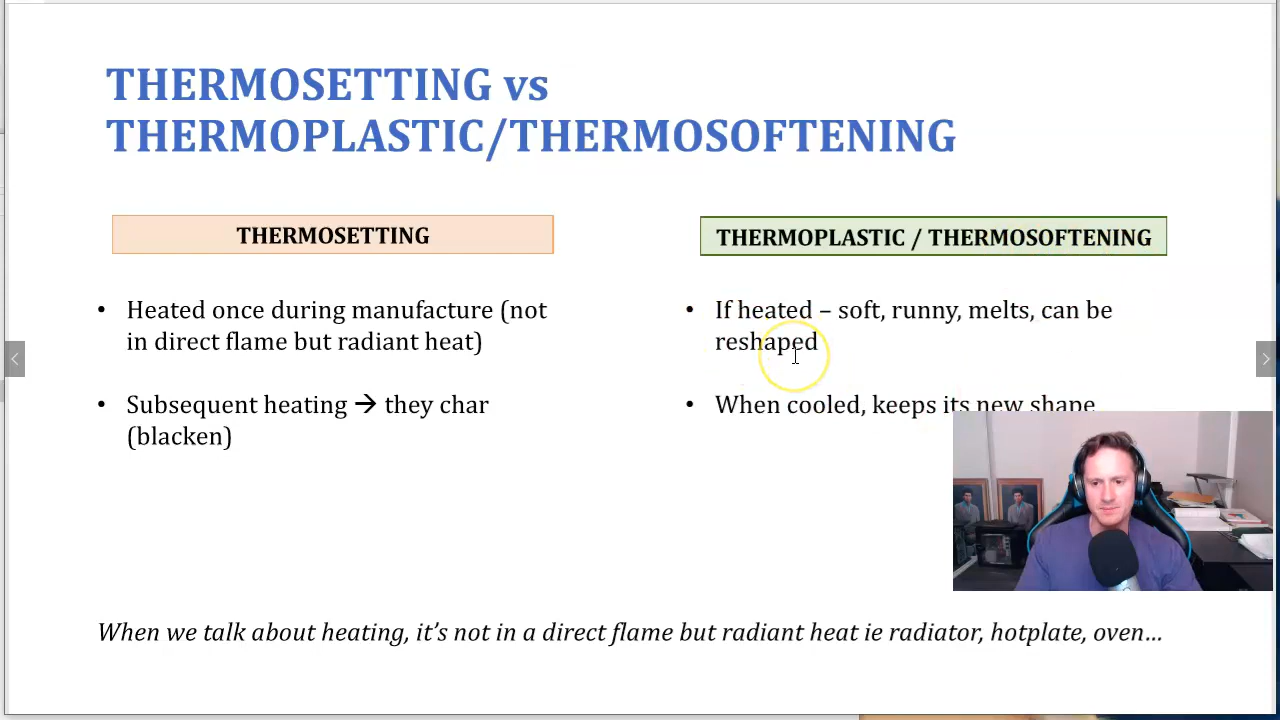 THERMOSETTING vs
THERMOPLASTIC/THERMOSOFTENING
THERMOSETTING
• Heated once during manufacture (not
in direct flame but radiant heat)
• Subsequent heating → they char
(blacken)
THERMOPLASTIC / THERMOSOFTENING
• If heated – soft, runny, melts, can be
reshaped
• When cooled, keeps its new shape
When we talk about heating, it’s not in a direct flame but radiant heat ie radiator, hotplate, oven…